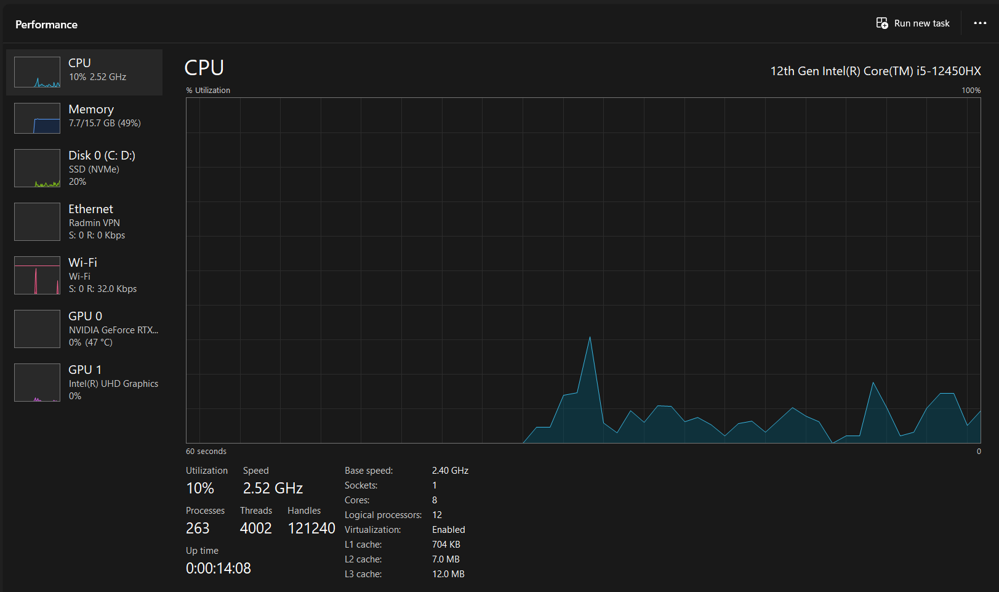 Performance
Run new task
CPU
10% 2.52 GHz
Memory
7.7/15.7 GB (49%)
Disk 0 (C: D:)
SSD (NVMe)
20%
Ethernet
Radmin VPN
S: 0 R: 0 Kbps
Wi-Fi
Wi-Fi
S: 0 R: 32.0 Kbps
GPU 0
NVIDIA GeForce RTX...
0% (47 °C)
GPU 1
Intel(R) UHD Graphics
0%
CPU
12th Gen Intel(R) Core(TM) i5-12450HX
% Utilization
100%
60 seconds
0
Utilization
10%
Speed
2.52 GHz
Processes
263
Threads
4002
Handles
121240
Up time
0:00:14:08
Base speed: 2.40 GHz
Sockets: 1
Cores: 8
Logical processors: 12
Virtualization: Enabled
L1 cache: 704 KB
L2 cache: 7.0 MB
L3 cache: 12.0 MB